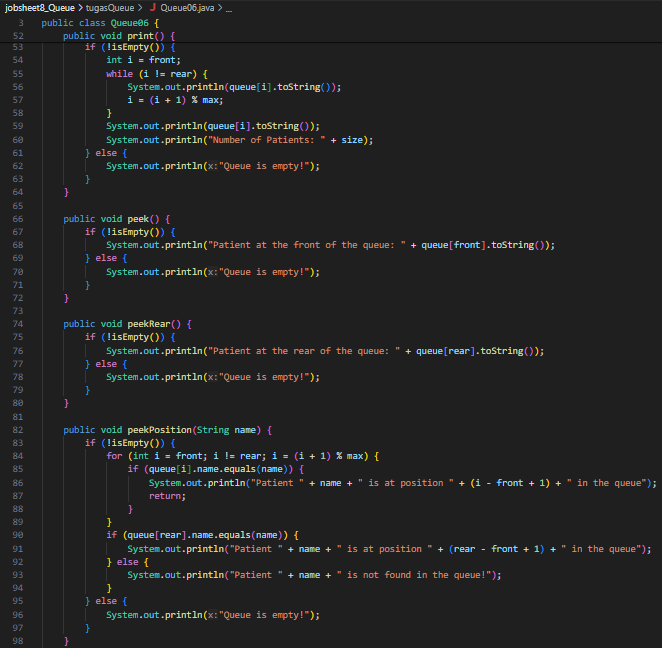 jobsheet8_Queue > tugasQueue > J Queue06.java > ...
3 public class Queue06 {
52 public void print() {
53 if (!isEmpty()) {
54 int i = front;
55 while (i != rear) {
56 System.out.println(queue[i].toString());
57 i = (i + 1) % max;
58 }
59 System.out.println(queue[i].toString());
60 System.out.println("Number of Patients: " + size);
61 } else {
62 System.out.println(x:"Queue is empty!");
63 }
64 }
65
66 public void peek() {
67 if (!isEmpty()) {
68 System.out.println("Patient at the front of the queue: " + queue[front].toString());
69 } else {
70 System.out.println(x:"Queue is empty!");
71 }
72 }
73
74 public void peekRear() {
75 if (!isEmpty()) {
76 System.out.println("Patient at the rear of the queue: " + queue[rear].toString());
77 } else {
78 System.out.println(x:"Queue is empty!");
79 }
80 }
81
82 public void peekPosition(String name) {
83 if (!isEmpty()) {
84 for (int i = front; i != rear; i = (i + 1) % max) {
85 if (queue[i].name.equals(name)) {
86 System.out.println("Patient " + name + " is at position " + (i - front + 1) + " in the queue");
87 return;
88 }
89 }
90 if (queue[rear].name.equals(name)) {
91 System.out.println("Patient " + name + " is at position " + (rear - front + 1) + " in the queue");
92 } else {
93 System.out.println("Patient " + name + " is not found in the queue!");
94 }
95 } else {
96 System.out.println(x:"Queue is empty!");
97 }
98 }